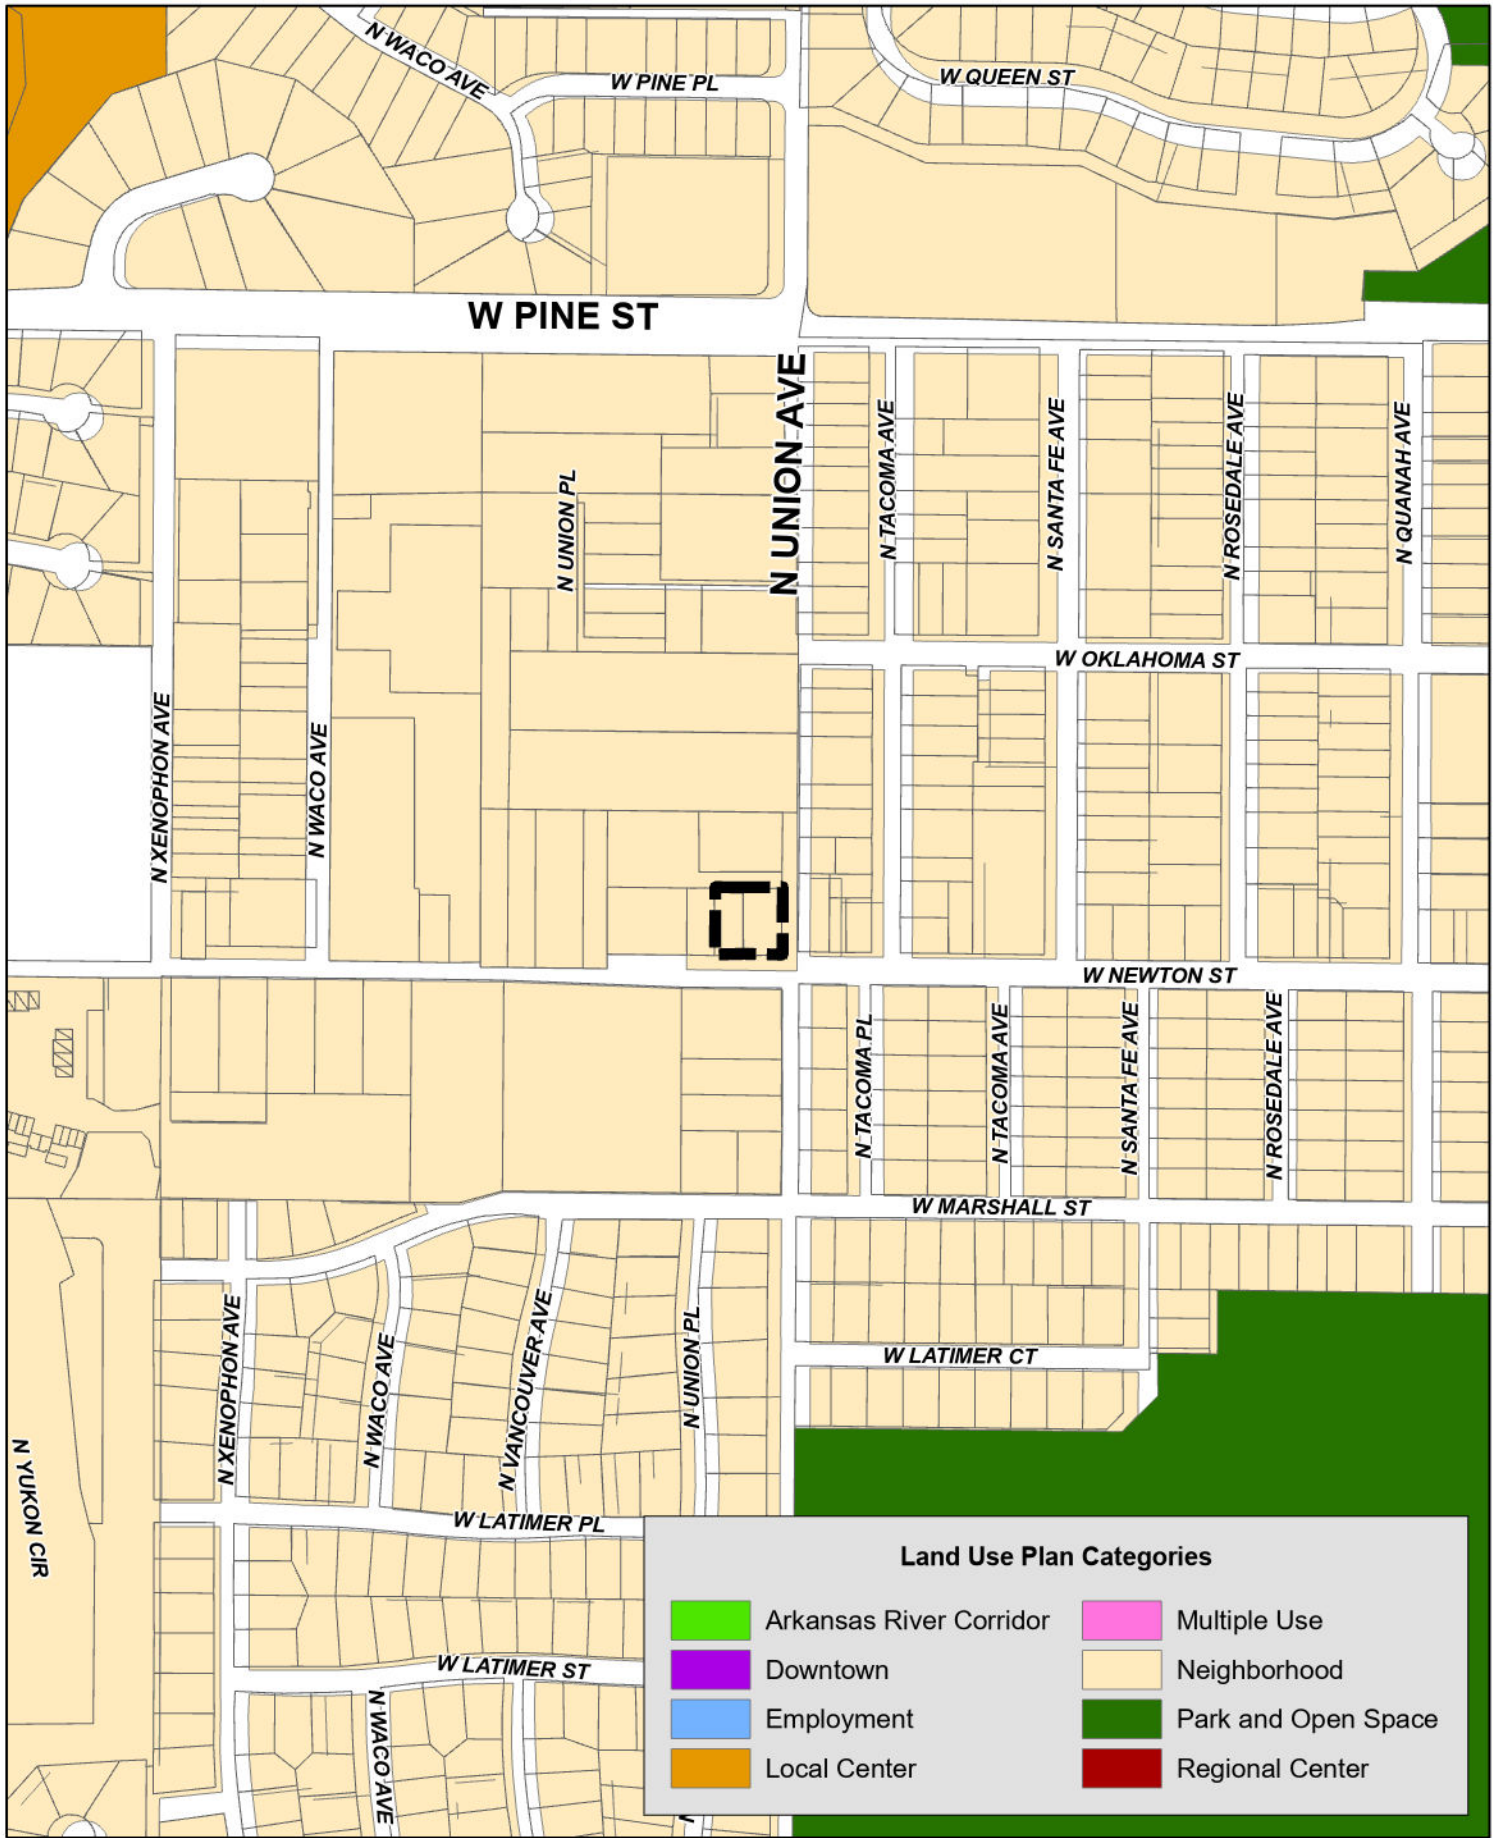 N WACO AVE
W PINE PL
W QUEEN ST
W PINE ST
N UNION AVE
N TACOMA AVE
N SANTA FE AVE
N ROSEDALE AVE
N QUANAH AVE
N UNION PL
W OKLAHOMA ST
N XENOPHON AVE
N WACO AVE
W NEWTON ST
N TACOMA PL
N TACOMA AVE
N SANTA FE AVE
N ROSEDALE AVE
W MARSHALL ST
N XENOPHON AVE
N WACO AVE
N VANCOUVER AVE
N UNION PL
W LATIMER CT
N YUKON CIR
W LATIMER PL
W LATIMER ST
N WACO AVE
Land Use Plan Categories
Arkansas River Corridor
Downtown
Employment
Local Center
Multiple Use
Neighborhood
Park and Open Space
Regional Center